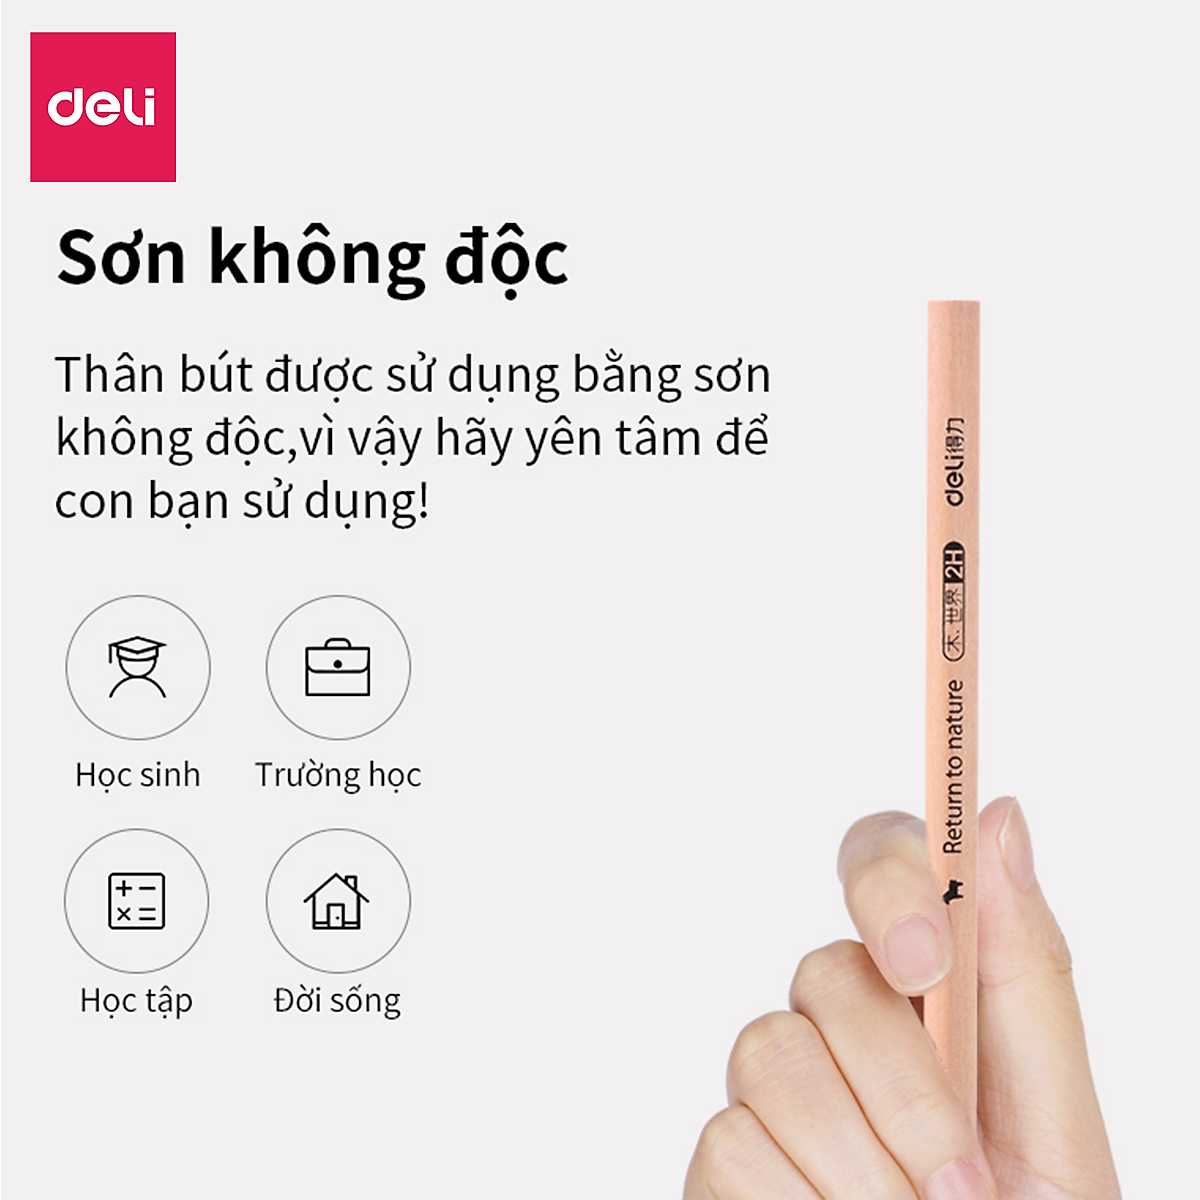 deli
Sơn không độc
Thân bút được sử dụng bằng sơn
không độc,vì vậy hãy yên tâm để
con bạn sử dụng!
Học sinh
Trường học
Học tập
Đời sống
Return to nature 木.世界 2H deli得力